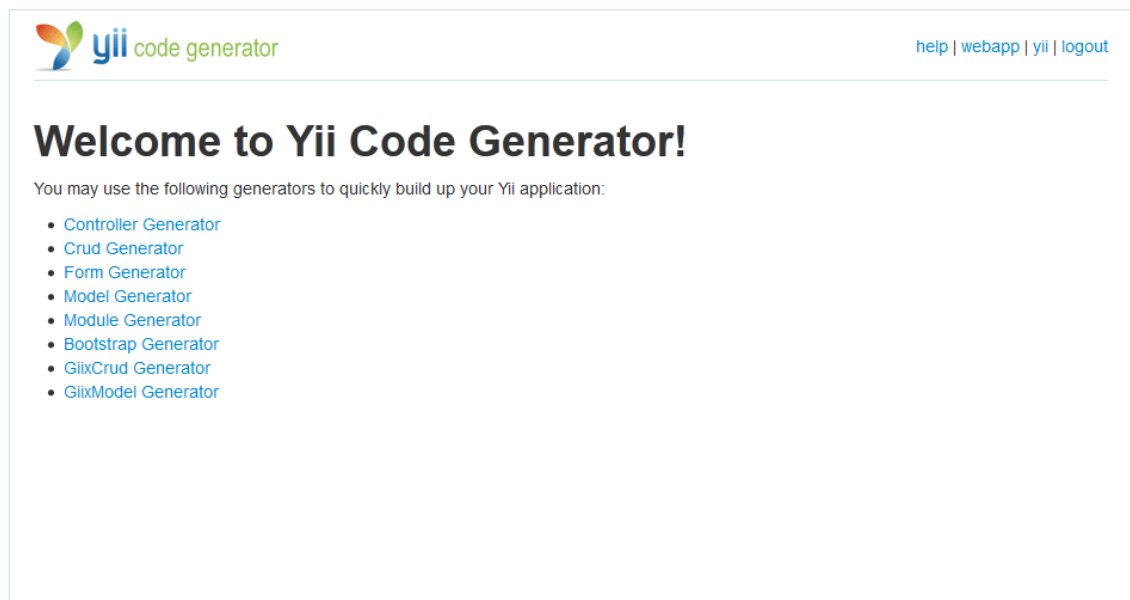 yii code generator
help | webapp | yii | logout
Welcome to Yii Code Generator!
You may use the following generators to quickly build up your Yii application:
Controller Generator
Crud Generator
Form Generator
Model Generator
Module Generator
Bootstrap Generator
GiixCrud Generator
GiixModel Generator